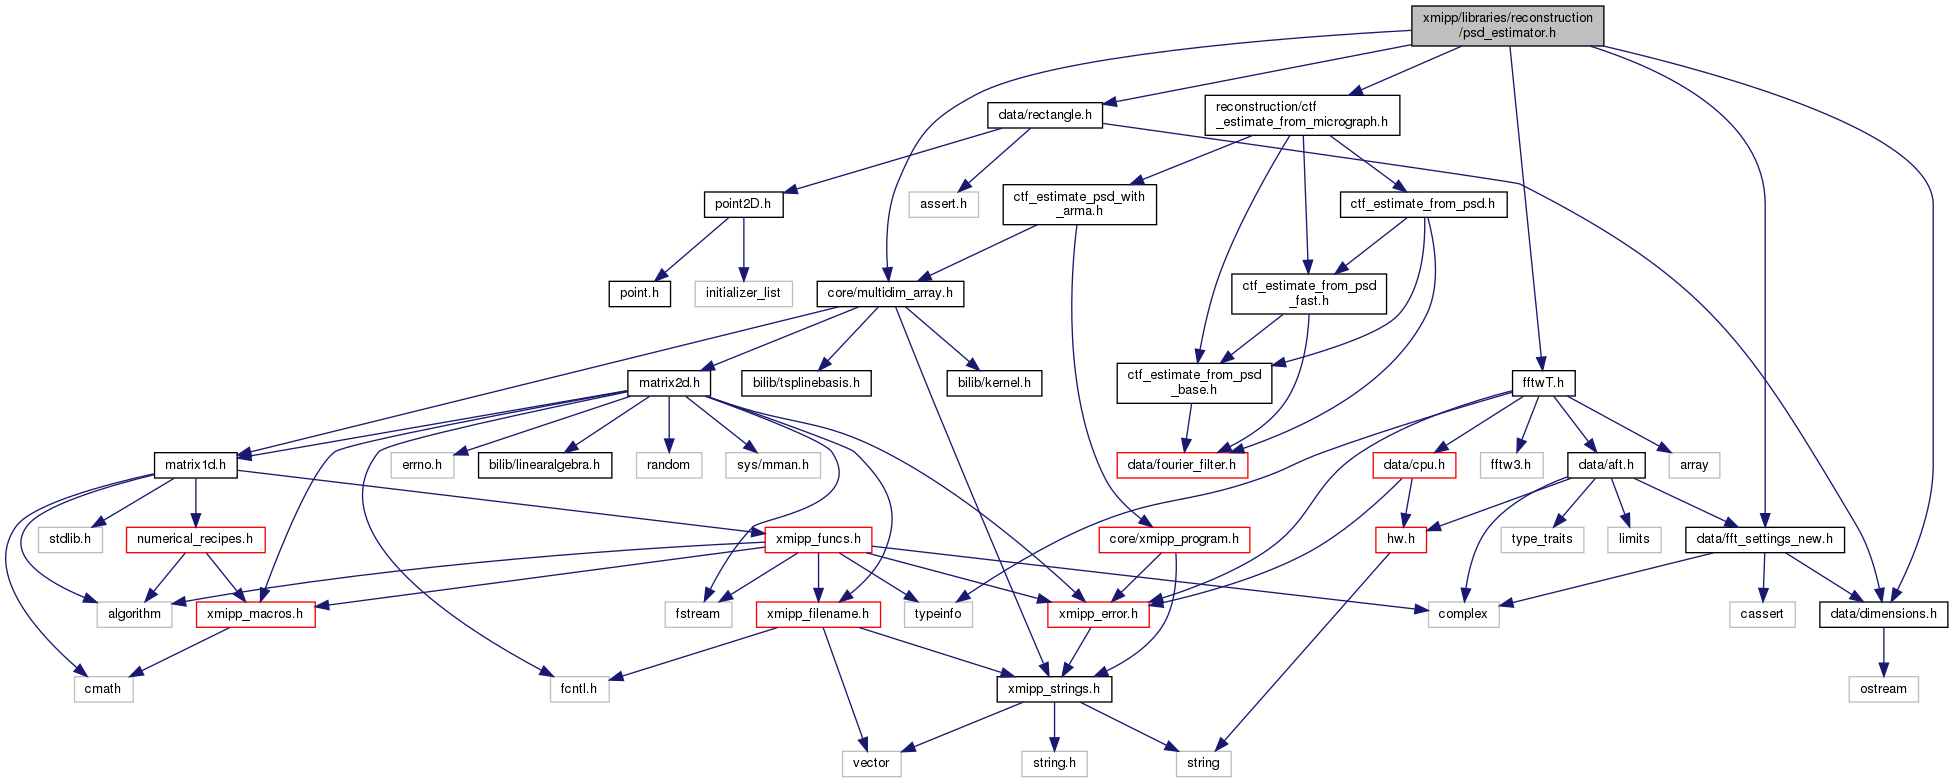 xmipp/libraries/reconstruction
/psd_estimator.h
data/rectangle.h
reconstruction/ctf
_estimate_from_micrograph.h
point2D.h
assert.h
ctf_estimate_psd_with
_arma.h
ctf_estimate_from_psd.h
point.h
initializer_list
core/multidim_array.h
ctf_estimate_from_psd
_fast.h
matrix2d.h
bilib/tsplinebasis.h
bilib/kernel.h
ctf_estimate_from_psd
_base.h
fftwT.h
matrix1d.h
errno.h
bilib/linearalgebra.h
random
sys/mman.h
data/fourier_filter.h
data/cpu.h
fftw3.h
data/aft.h
array
stdlib.h
numerical_recipes.h
xmipp_funcs.h
core/xmipp_program.h
hw.h
type_traits
limits
data/fft_settings_new.h
algorithm
xmipp_macros.h
fstream
xmipp_filename.h
typeinfo
xmipp_error.h
complex
cassert
data/dimensions.h
cmath
fcntl.h
xmipp_strings.h
ostream
vector
string.h
string